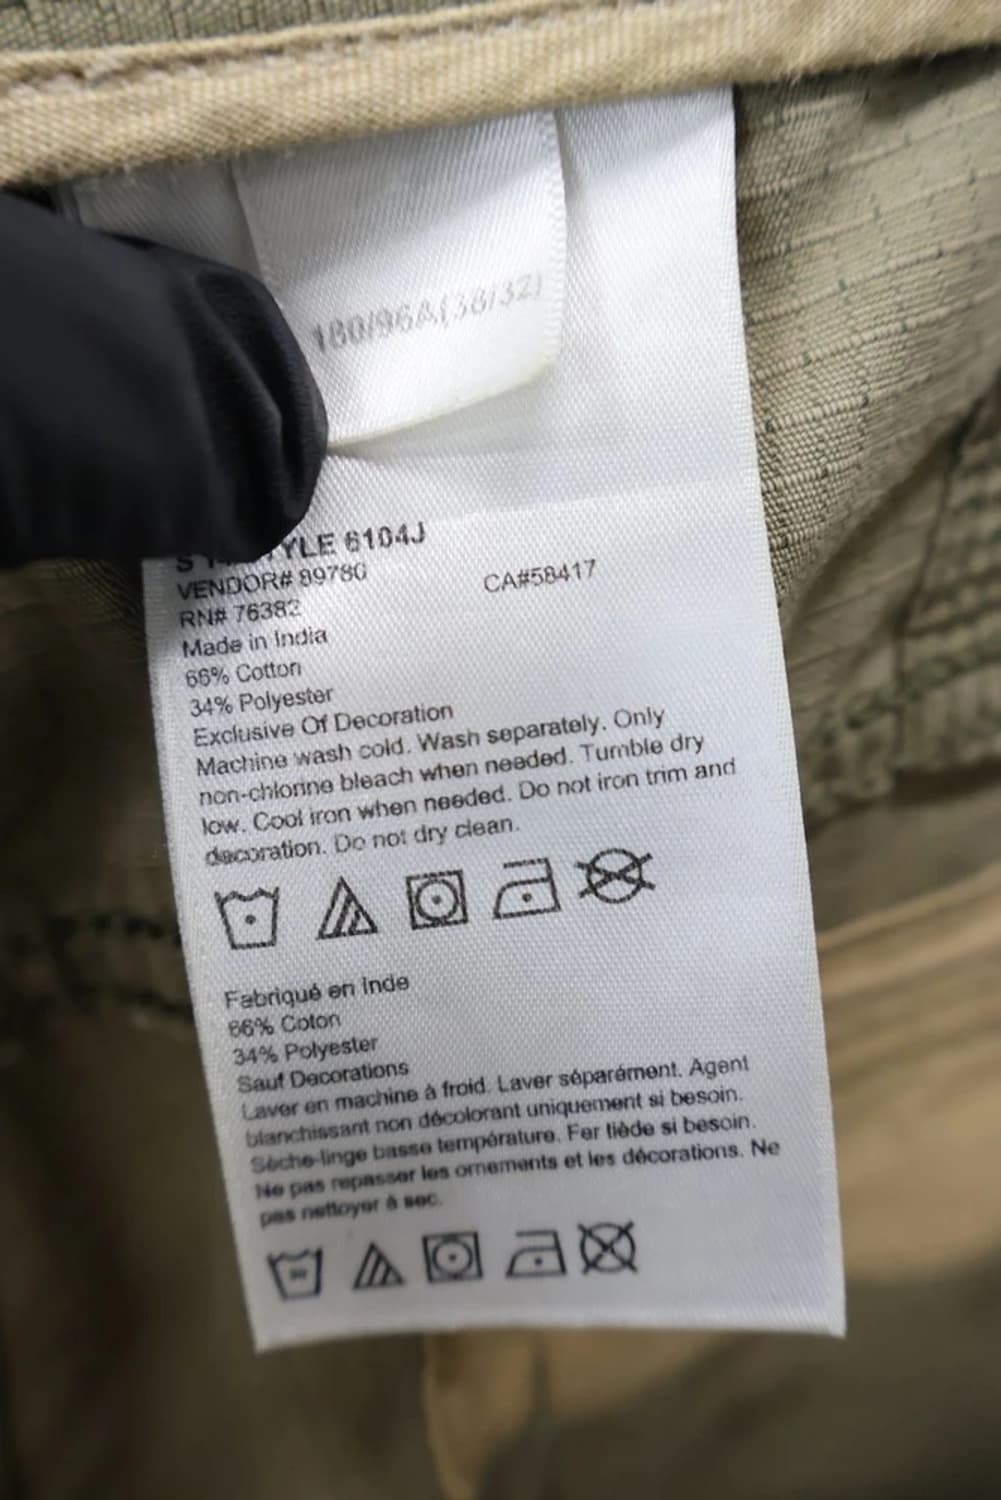 180/96A(38/32)
STYLE 6104J
VENDOR# 89780
CA#58417
RN# 76382
Made in India
66% Cotton
34% Polyester
Exclusive Of Decoration
Machine wash cold. Wash separately. Only
non-chlorine bleach when needed. Tumble dry
low. Cool iron when needed. Do not iron trim and
decoration. Do not dry clean.
Fabriqué en Inde
66% Coton
34% Polyester
Sauf Decorations
Laver en machine à froid. Laver séparément. Agent
blanchissant non décolorant uniquement si besoin.
Sèche-linge basse température. Fer tiède si besoin.
Ne pas repasser les ornements et les décorations. Ne
pas nettoyer à sec.